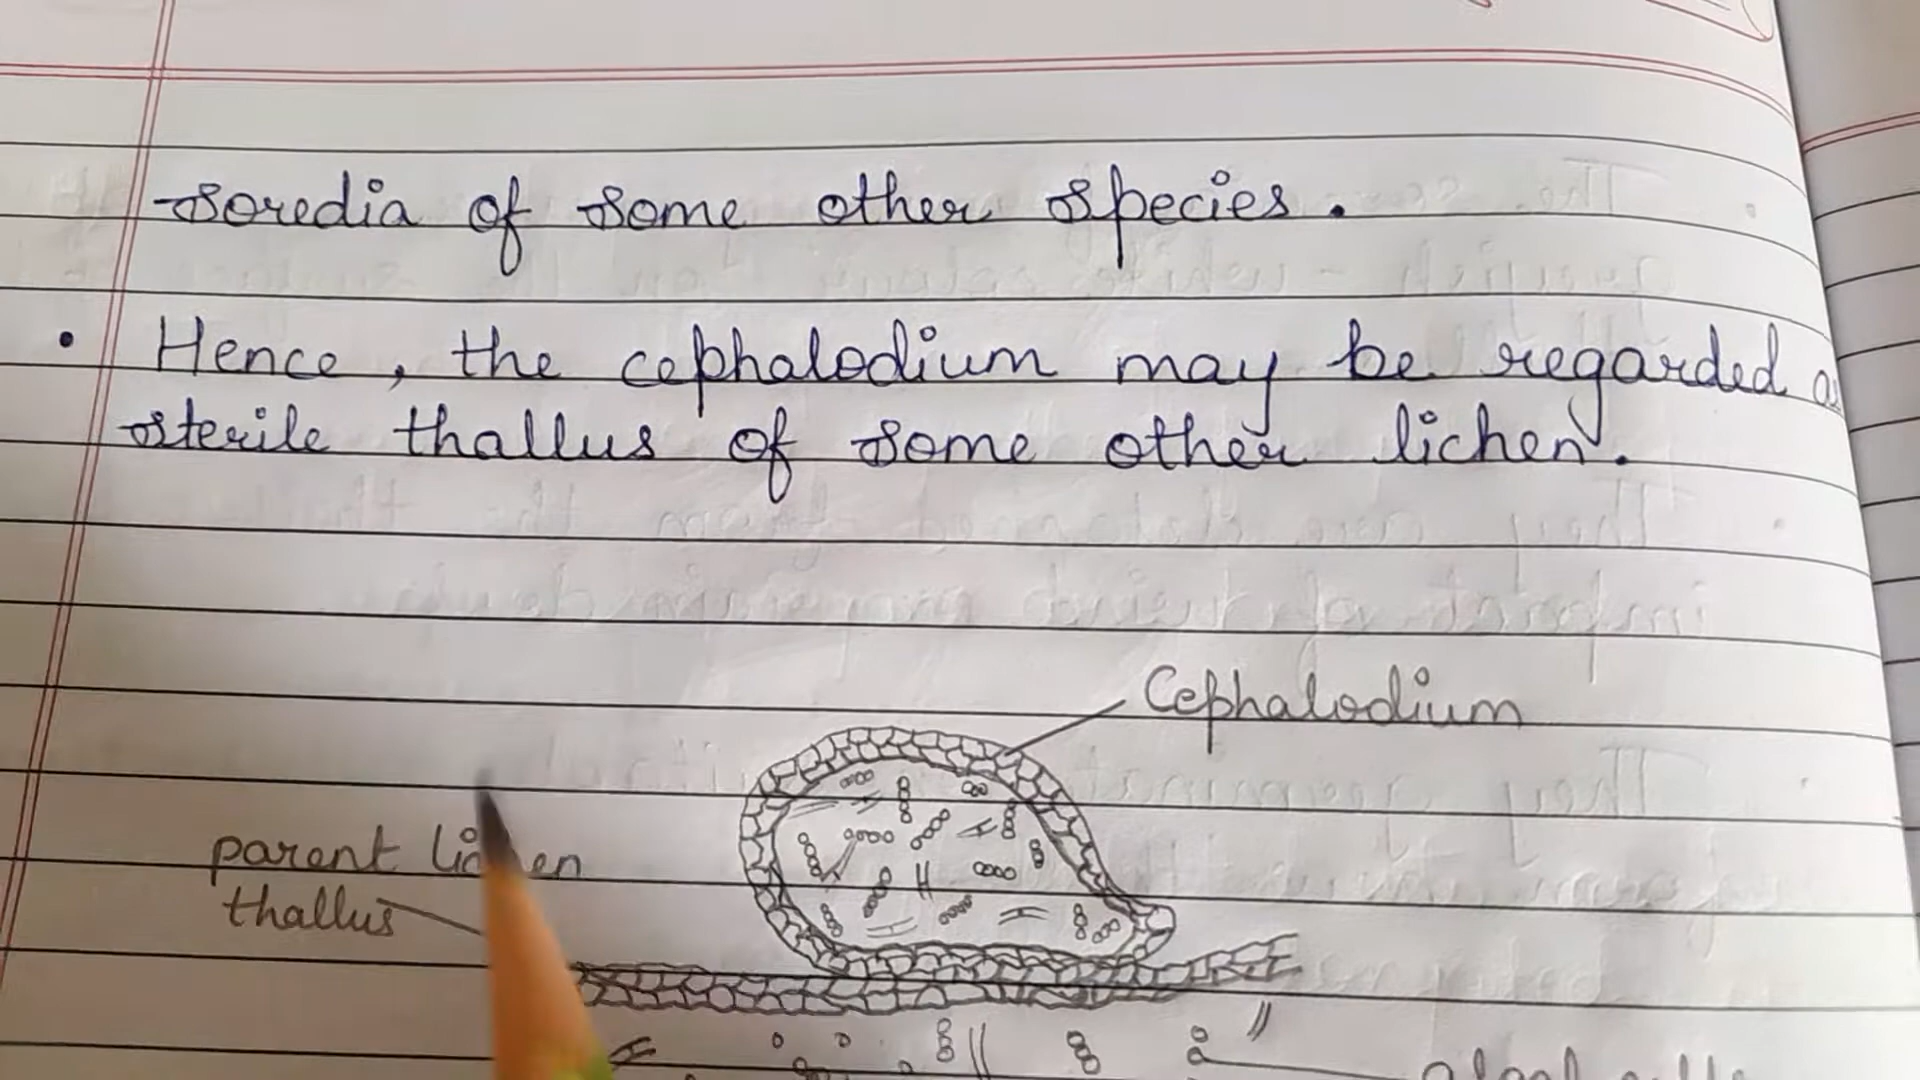 soredia of some other species.
• Hence, the cephalodium may be regarded as
sterile thallus of some other lichen.
Cephalodium
parent lichen
thallus